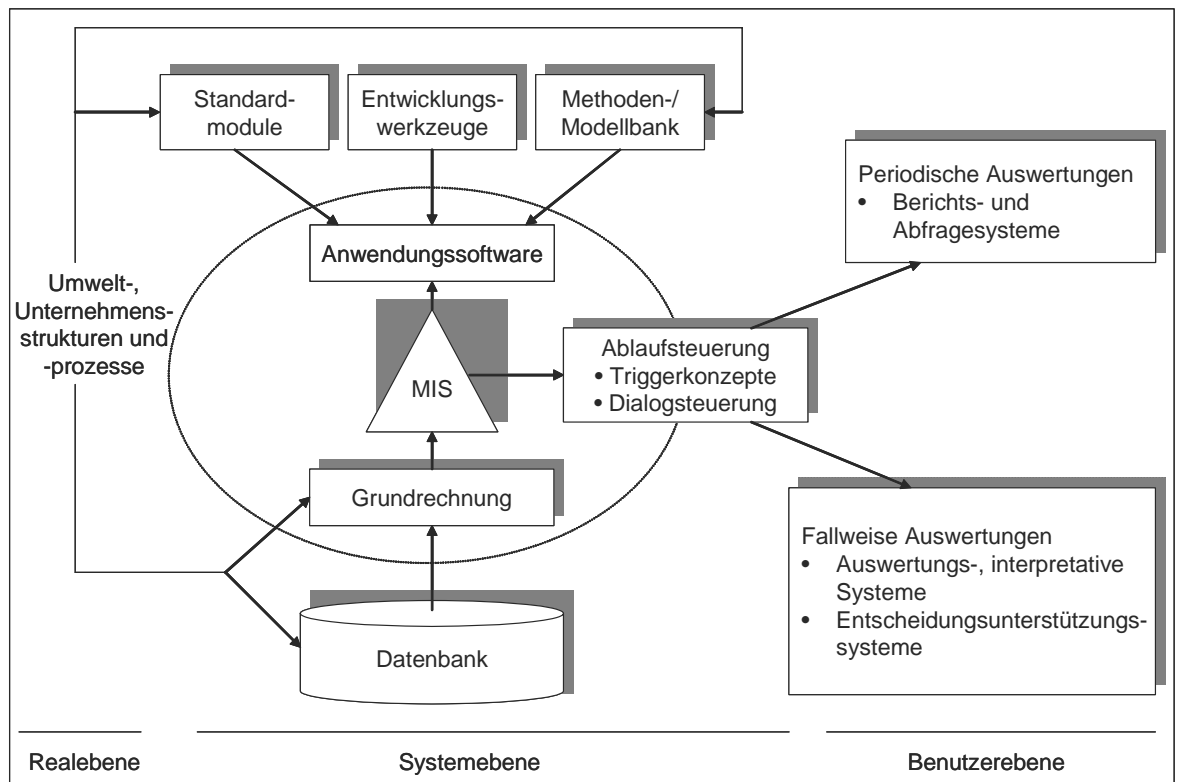 Standard-
module
Entwicklungs-
werkzeuge
Methoden-/
Modellbank
Periodische Auswertungen
• Berichts- und
Abfragesysteme
Anwendungssoftware
Umwelt-,
Unternehmens-
strukturen und
-prozesse
Ablaufsteuerung
• Triggerkonzepte
• Dialogsteuerung
MIS
Grundrechnung
Fallweise Auswertungen
• Auswertungs-, interpretative
Systeme
• Entscheidungsunterstützungs-
systeme
Datenbank
Realebene
Systemebene
Benutzerebene